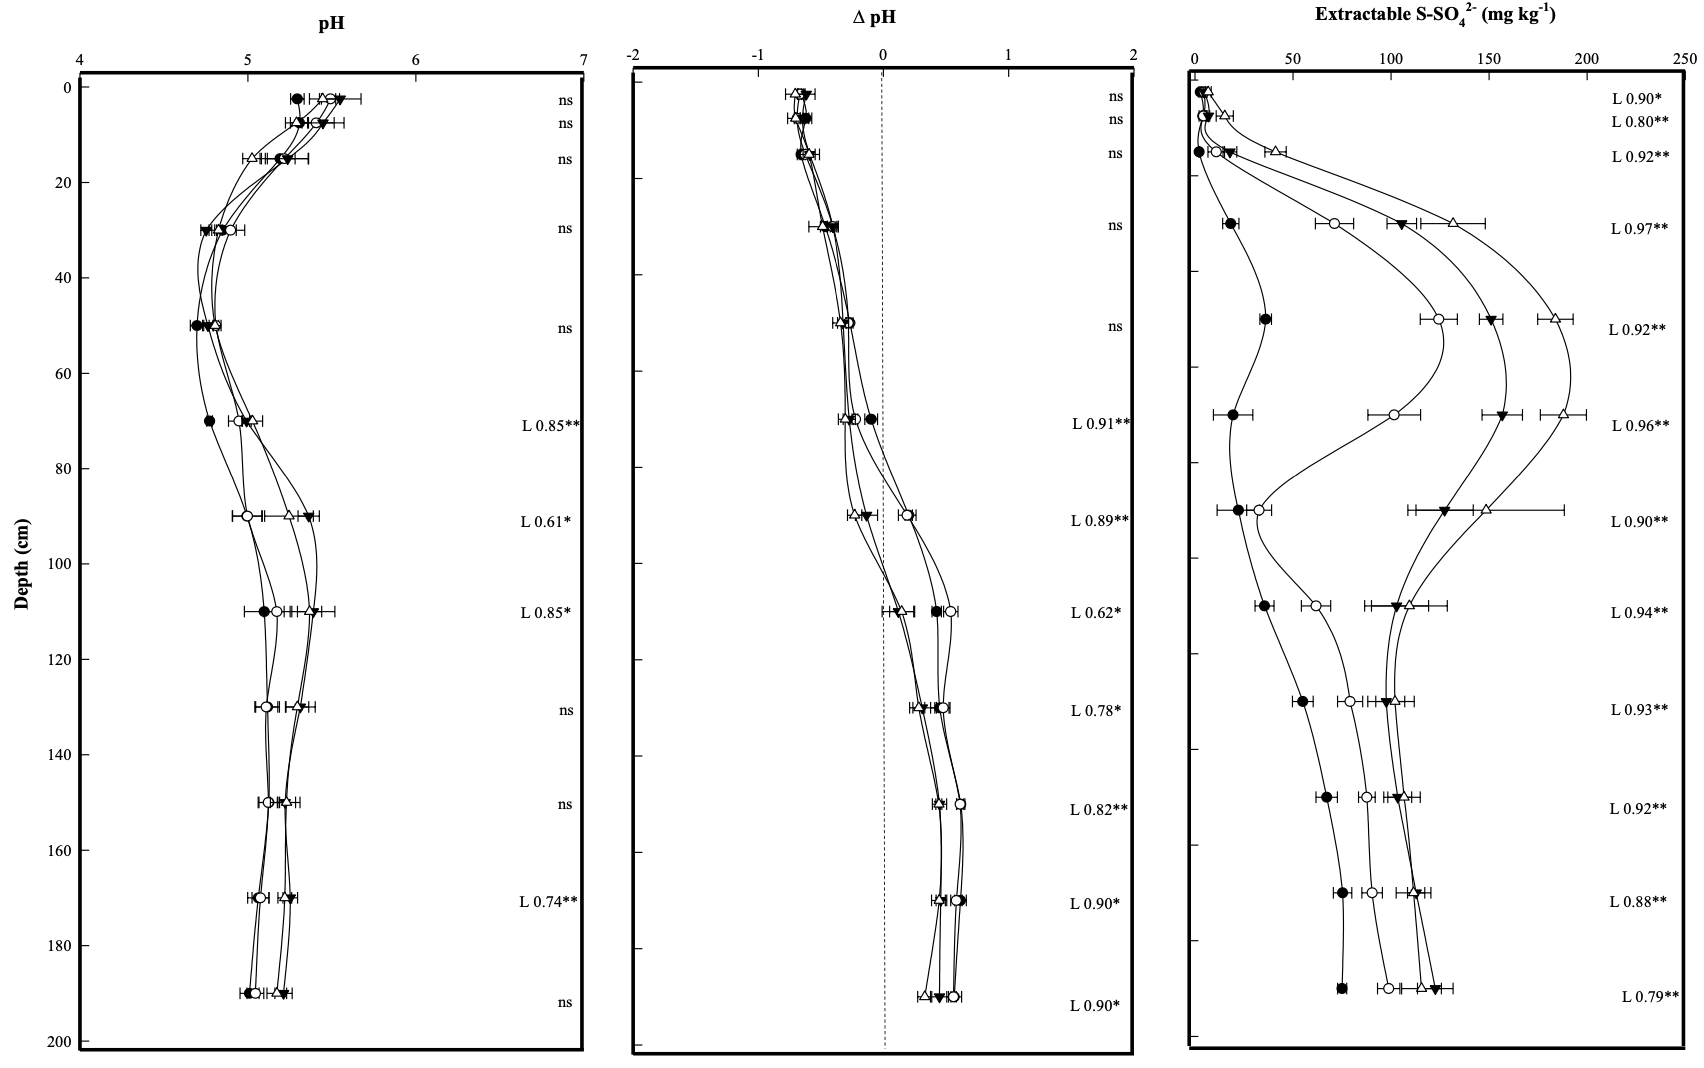 pH
4 5 6 7
0
20
40
60
80
100
120
140
160
180
200
Depth (cm)
ns
ns
ns
ns
ns
L 0.85**
L 0.61*
L 0.85*
ns
ns
L 0.74**
ns
Δ pH
-2 -1 0 1 2
ns
ns
ns
ns
ns
L 0.91**
L 0.89**
L 0.62*
L 0.78*
L 0.82**
L 0.90*
L 0.90*
Extractable S-SO₄²⁻ (mg kg⁻¹)
0 50 100 150 200 250
L 0.90*
L 0.80**
L 0.92**
L 0.97**
L 0.92**
L 0.96**
L 0.90**
L 0.94**
L 0.93**
L 0.92**
L 0.88**
L 0.79**